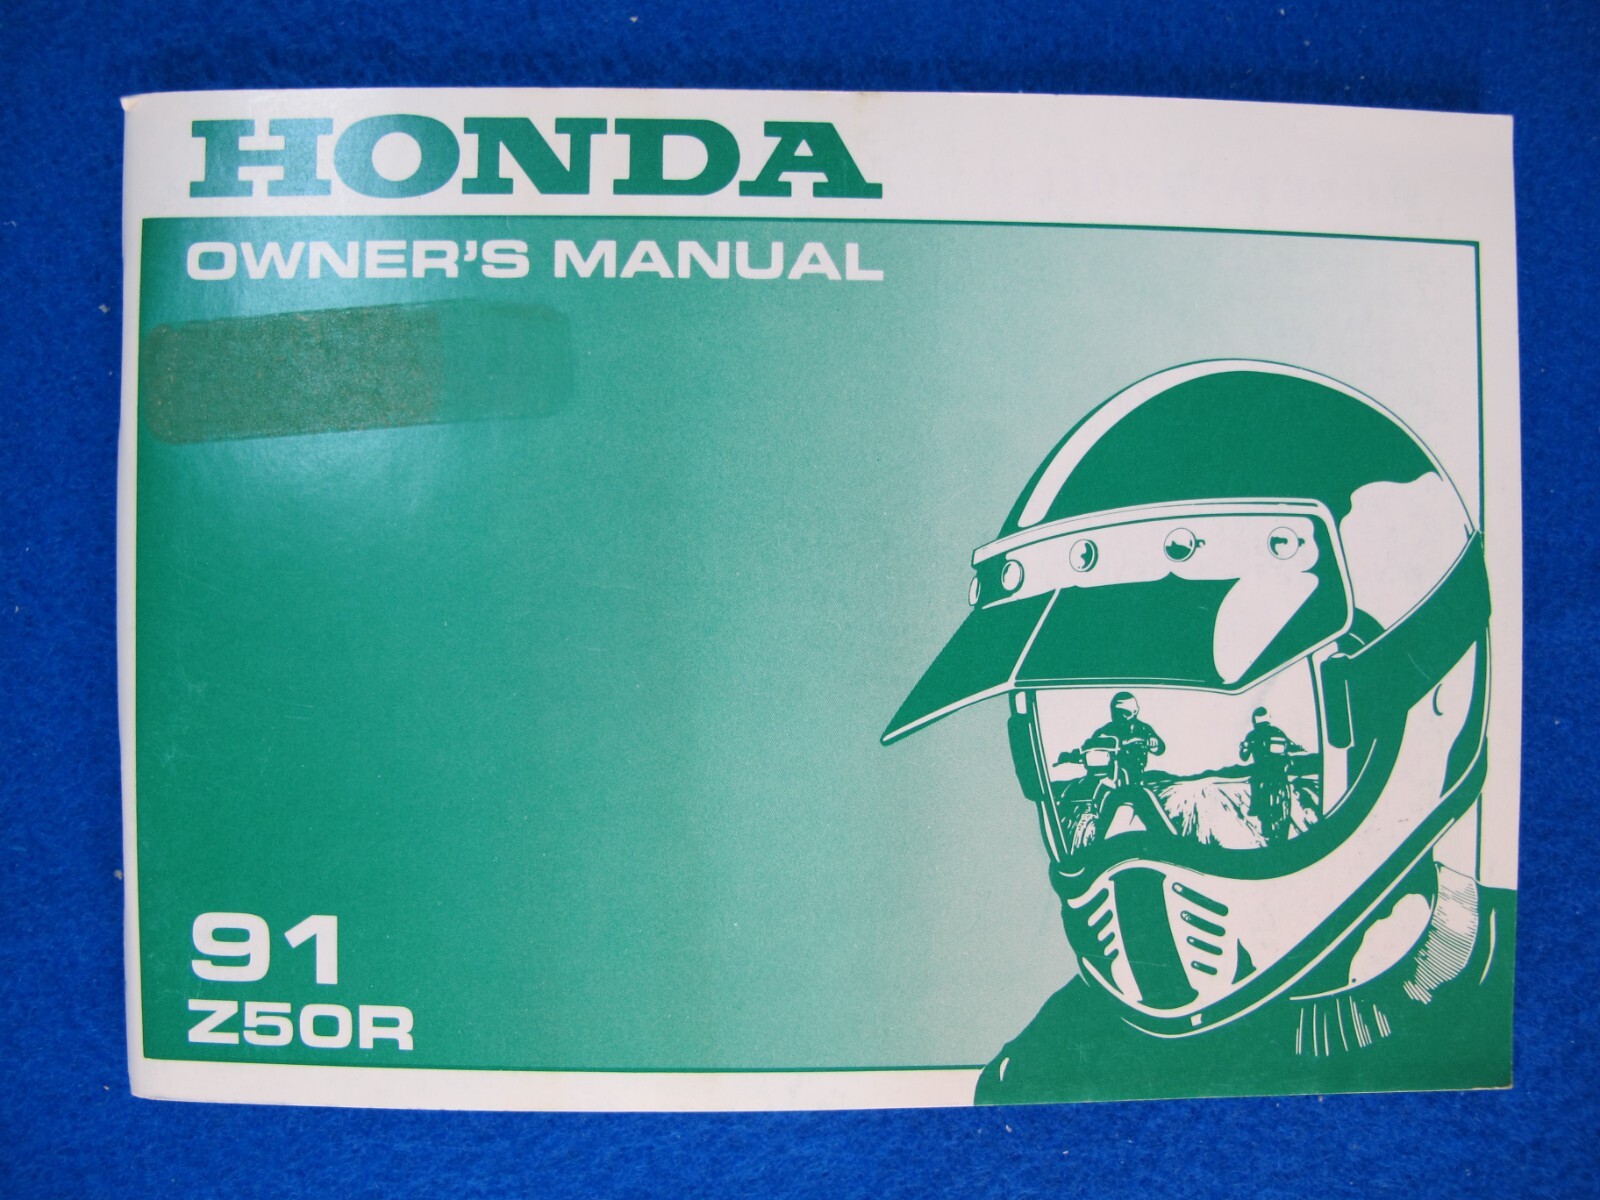 HONDA
OWNER'S MANUAL
91
Z50R